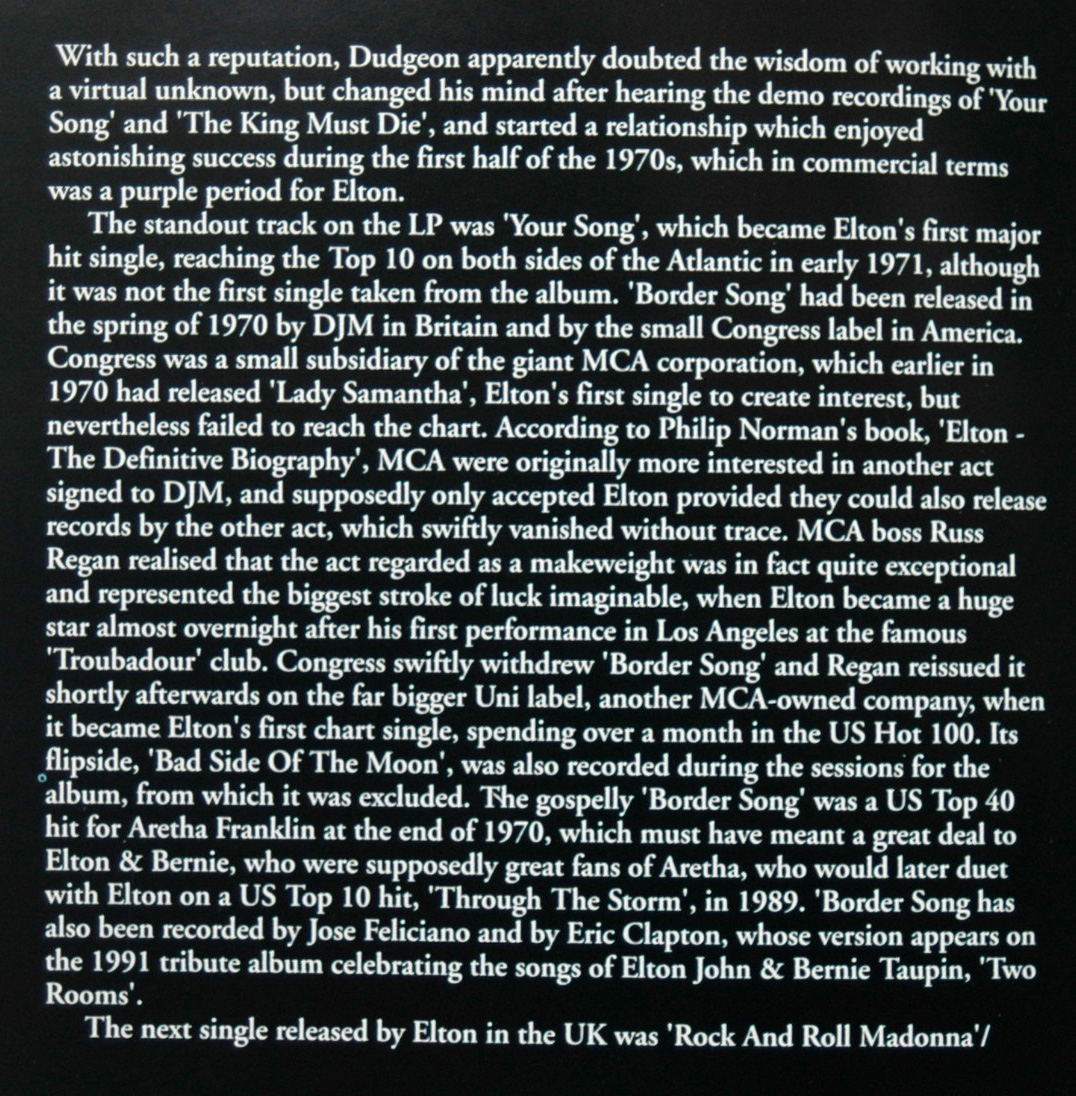 With such a reputation, Dudgeon apparently doubted the wisdom of working with
a virtual unknown, but changed his mind after hearing the demo recordings of 'Your
Song' and 'The King Must Die', and started a relationship which enjoyed
astonishing success during the first half of the 1970s, which in commercial terms
was a purple period for Elton.
The standout track on the LP was 'Your Song', which became Elton's first major
hit single, reaching the Top 10 on both sides of the Atlantic in early 1971, although
it was not the first single taken from the album. 'Border Song' had been released in
the spring of 1970 by DJM in Britain and by the small Congress label in America.
Congress was a small subsidiary of the giant MCA corporation, which earlier in
1970 had released 'Lady Samantha', Elton's first single to create interest, but
nevertheless failed to reach the chart. According to Philip Norman's book, 'Elton -
The Definitive Biography', MCA were originally more interested in another act
signed to DJM, and supposedly only accepted Elton provided they could also release
records by the other act, which swiftly vanished without trace. MCA boss Russ
Regan realised that the act regarded as a makeweight was in fact quite exceptional
and represented the biggest stroke of luck imaginable, when Elton became a huge
star almost overnight after his first performance in Los Angeles at the famous
'Troubadour' club. Congress swiftly withdrew 'Border Song' and Regan reissued it
shortly afterwards on the far bigger Uni label, another MCA-owned company, when
it became Elton's first chart single, spending over a month in the US Hot 100. Its
flipside, 'Bad Side Of The Moon', was also recorded during the sessions for the
album, from which it was excluded. The gospelly 'Border Song' was a US Top 40
hit for Aretha Franklin at the end of 1970, which must have meant a great deal to
Elton & Bernie, who were supposedly great fans of Aretha, who would later duet
with Elton on a US Top 10 hit, 'Through The Storm', in 1989. 'Border Song has
also been recorded by Jose Feliciano and by Eric Clapton, whose version appears on
the 1991 tribute album celebrating the songs of Elton John & Bernie Taupin, 'Two
Rooms'.
The next single released by Elton in the UK was 'Rock And Roll Madonna'/